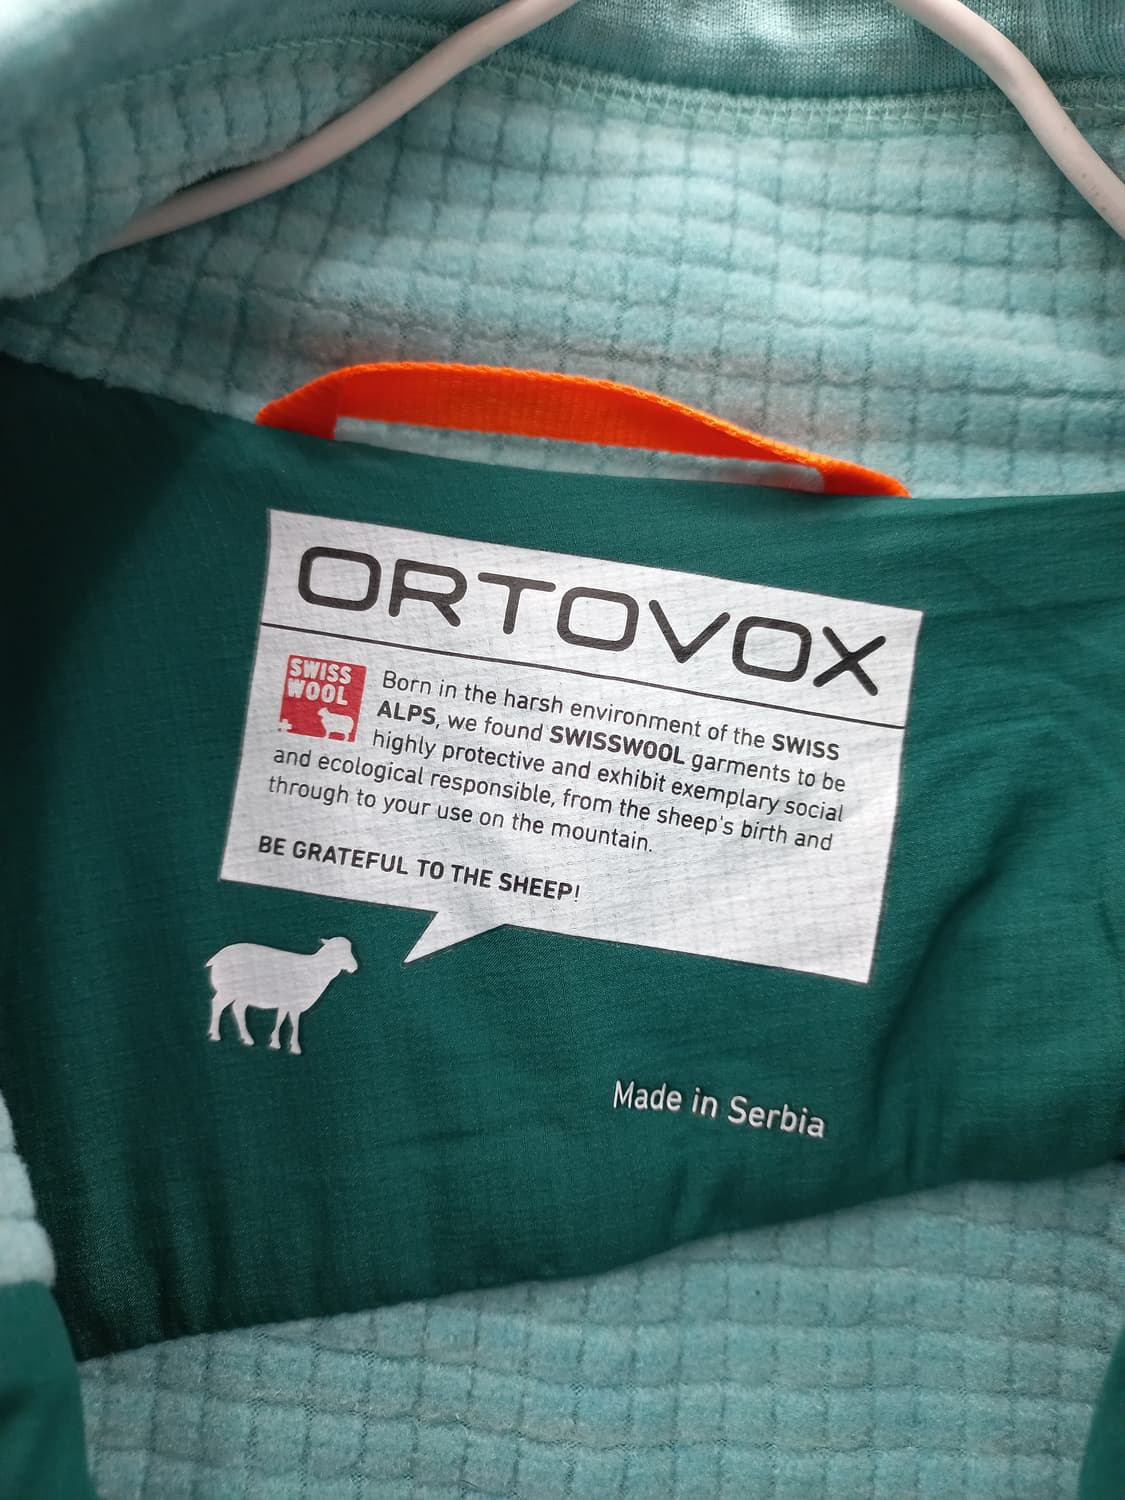 ORTOVOX
SWISS
WOOL
Born in the harsh environment of the SWISS
ALPS, we found SWISSWOOL garments to be
highly protective and exhibit exemplary social
and ecological responsible, from the sheep's birth and
through to your use on the mountain.
BE GRATEFUL TO THE SHEEP!
Made in Serbia